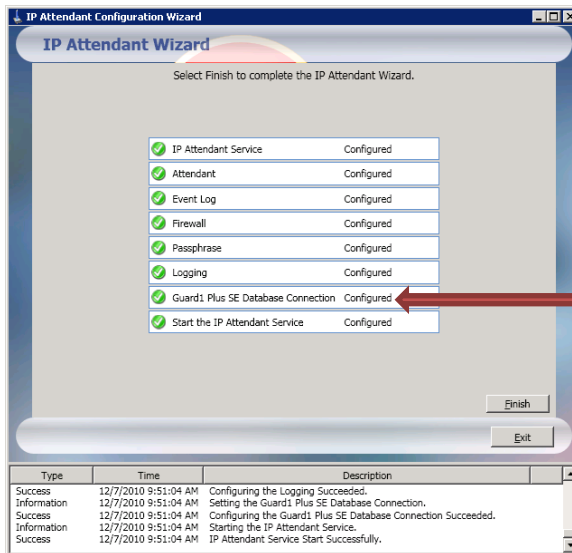 IP Attendant Configuration Wizard
IP Attendant Wizard
Select Finish to complete the IP Attendant Wizard.
IP Attendant Service Configured
Attendant Configured
Event Log Configured
Firewall Configured
Passphrase Configured
Logging Configured
Guard1 Plus SE Database Connection Configured
Start the IP Attendant Service Configured
Finish
Exit
Type Time Description
Success 12/7/2010 9:51:04 AM Configuring the Logging Succeeded.
Information 12/7/2010 9:51:04 AM Setting the Guard1 Plus SE Database Connection.
Success 12/7/2010 9:51:04 AM Configuring the Guard1 Plus SE Database Connection Succeeded.
Information 12/7/2010 9:51:04 AM Starting the IP Attendant Service.
Success 12/7/2010 9:51:04 AM IP Attendant Service Start Successfully.